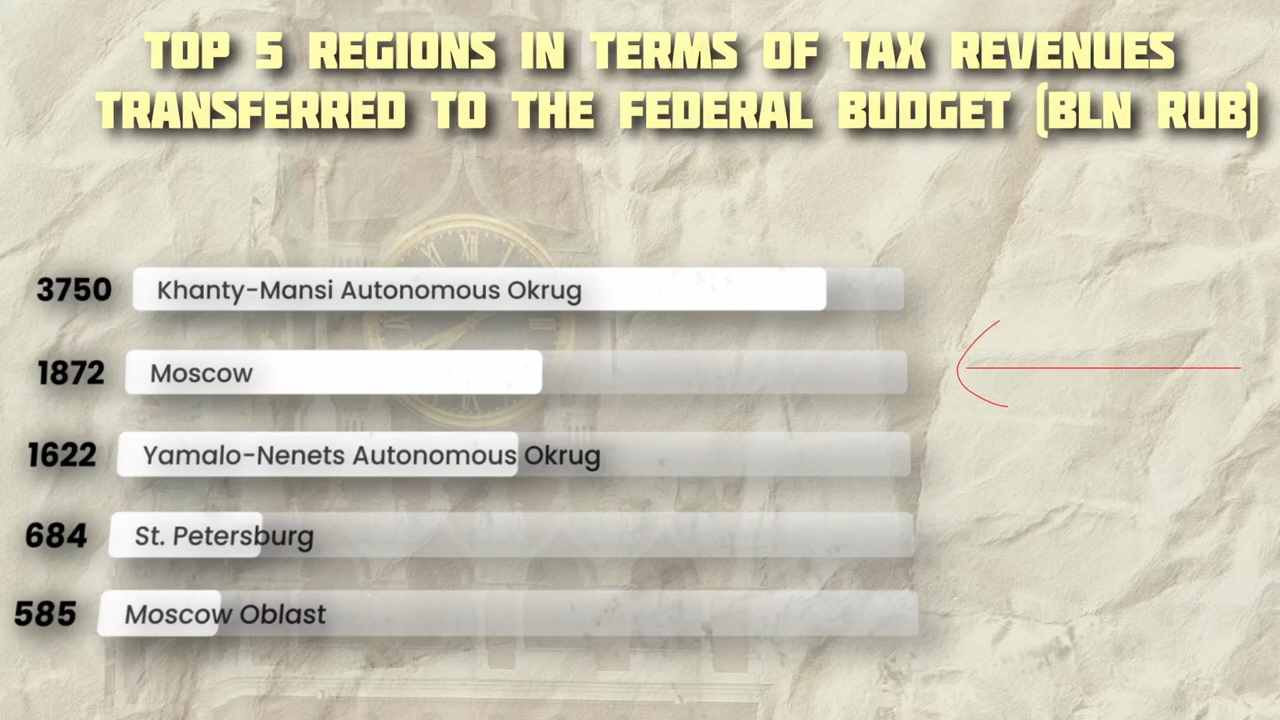 TOP 5 REGIONS IN TERMS OF TAX REVENUES
TRANSFERRED TO THE FEDERAL BUDGET (BLN RUB)
3750 Khanty-Mansi Autonomous Okrug
1872 Moscow
1622 Yamalo-Nenets Autonomous Okrug
684 St. Petersburg
585 Moscow Oblast